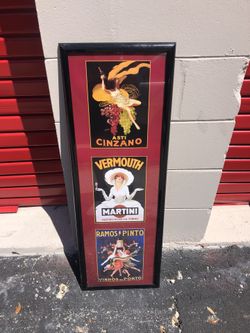 ASTI
CINZANO
VERMOUTH
MARTINI
RAMOS-PINTO
VINHOS DO PORTO